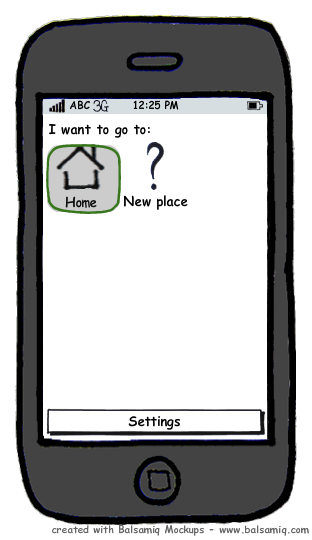 ABC 3G 12:25 PM
I want to go to:
?
Home New place
Settings
created with Balsamiq Mockups - www.balsamiq.com